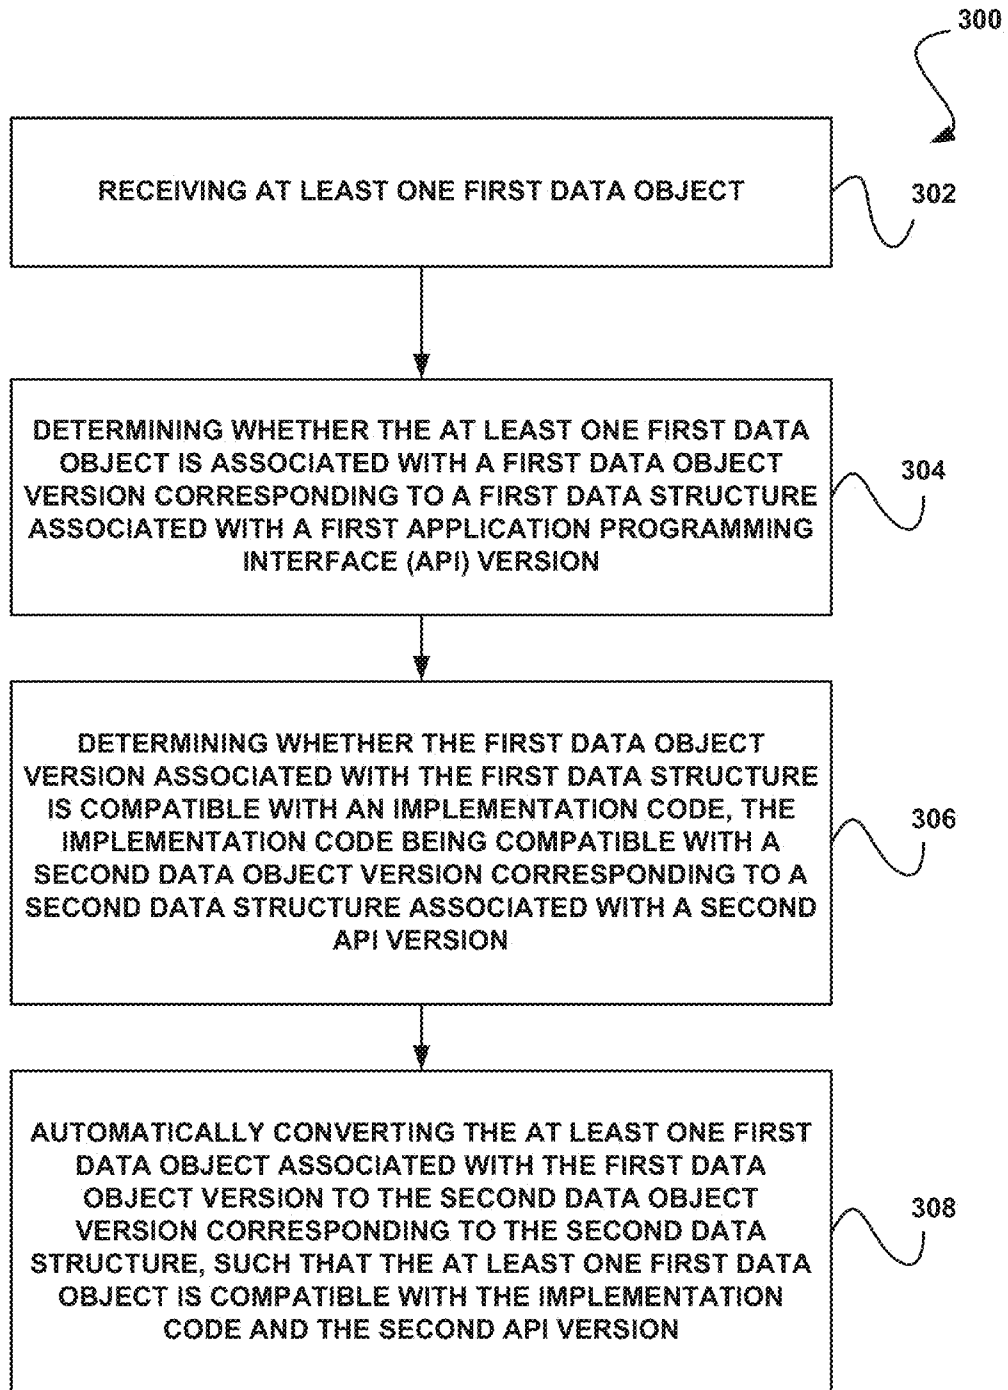 300
RECEIVING AT LEAST ONE FIRST DATA OBJECT
302
DETERMINING WHETHER THE AT LEAST ONE FIRST DATA
OBJECT IS ASSOCIATED WITH A FIRST DATA OBJECT
VERSION CORRESPONDING TO A FIRST DATA STRUCTURE
ASSOCIATED WITH A FIRST APPLICATION PROGRAMMING
INTERFACE (API) VERSION
304
DETERMINING WHETHER THE FIRST DATA OBJECT
VERSION ASSOCIATED WITH THE FIRST DATA STRUCTURE
IS COMPATIBLE WITH AN IMPLEMENTATION CODE, THE
IMPLEMENTATION CODE BEING COMPATIBLE WITH A
SECOND DATA OBJECT VERSION CORRESPONDING TO A
SECOND DATA STRUCTURE ASSOCIATED WITH A SECOND
API VERSION
306
AUTOMATICALLY CONVERTING THE AT LEAST ONE FIRST
DATA OBJECT ASSOCIATED WITH THE FIRST DATA
OBJECT VERSION TO THE SECOND DATA OBJECT
VERSION CORRESPONDING TO THE SECOND DATA
STRUCTURE, SUCH THAT THE AT LEAST ONE FIRST DATA
OBJECT IS COMPATIBLE WITH THE IMPLEMENTATION
CODE AND THE SECOND API VERSION
308